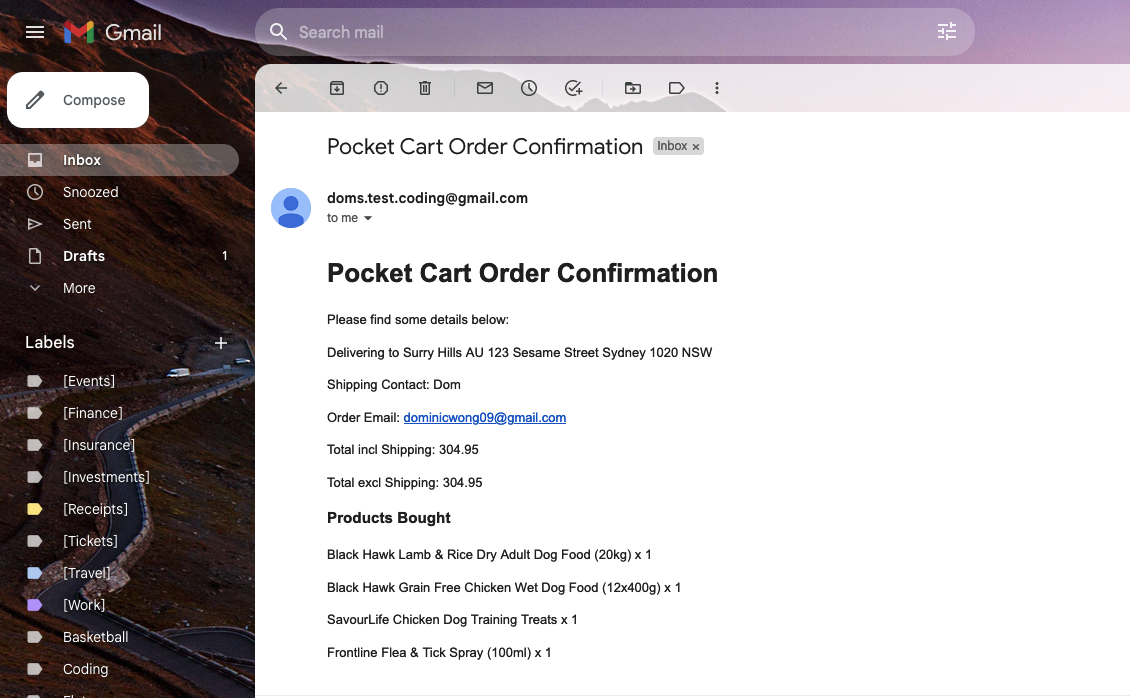 Gmail
Search mail
Compose
Inbox
Snoozed
Sent
Drafts 1
More
Labels
[Events]
[Finance]
[Insurance]
[Investments]
[Receipts]
[Tickets]
[Travel]
[Work]
Basketball
Coding
Pocket Cart Order Confirmation Inbox ×
doms.test.coding@gmail.com
to me
Pocket Cart Order Confirmation
Please find some details below:
Delivering to Surry Hills AU 123 Sesame Street Sydney 1020 NSW
Shipping Contact: Dom
Order Email: dominicwong09@gmail.com
Total incl Shipping: 304.95
Total excl Shipping: 304.95
Products Bought
Black Hawk Lamb & Rice Dry Adult Dog Food (20kg) x 1
Black Hawk Grain Free Chicken Wet Dog Food (12x400g) x 1
SavourLife Chicken Dog Training Treats x 1
Frontline Flea & Tick Spray (100ml) x 1